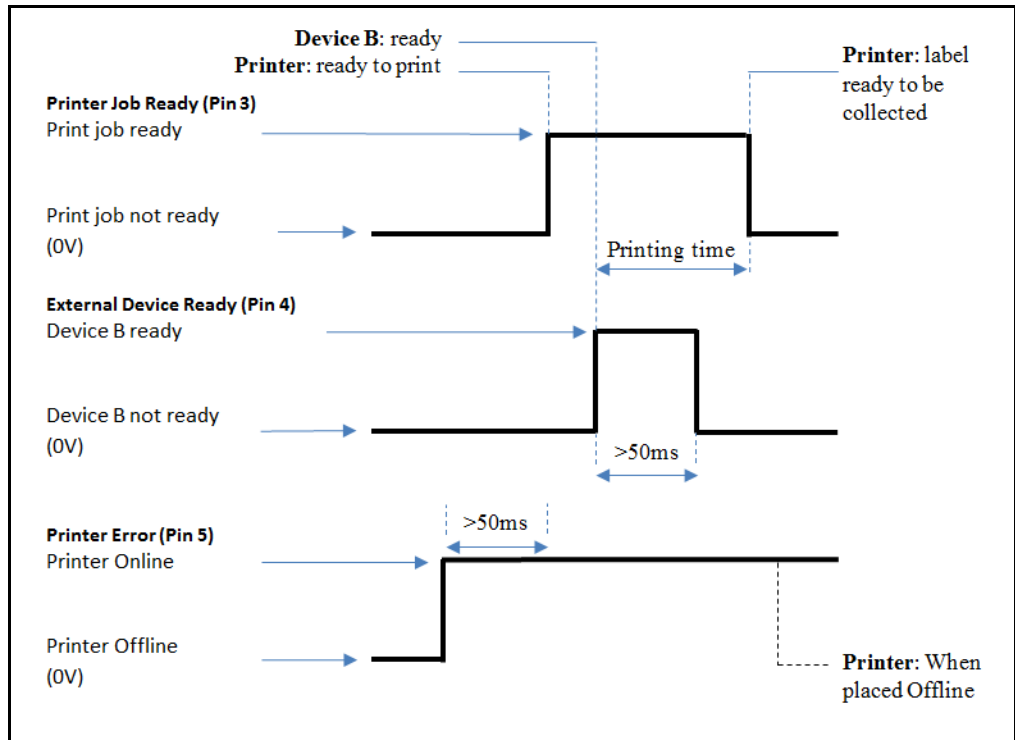 Device B: ready
Printer: ready to print
Printer: label
ready to be
collected
Printer Job Ready (Pin 3)
Print job ready
Print job not ready
(0V)
Printing time
External Device Ready (Pin 4)
Device B ready
Device B not ready
(0V)
>50ms
>50ms
Printer Error (Pin 5)
Printer Online
Printer Offline
(0V)
Printer: When
placed Offline